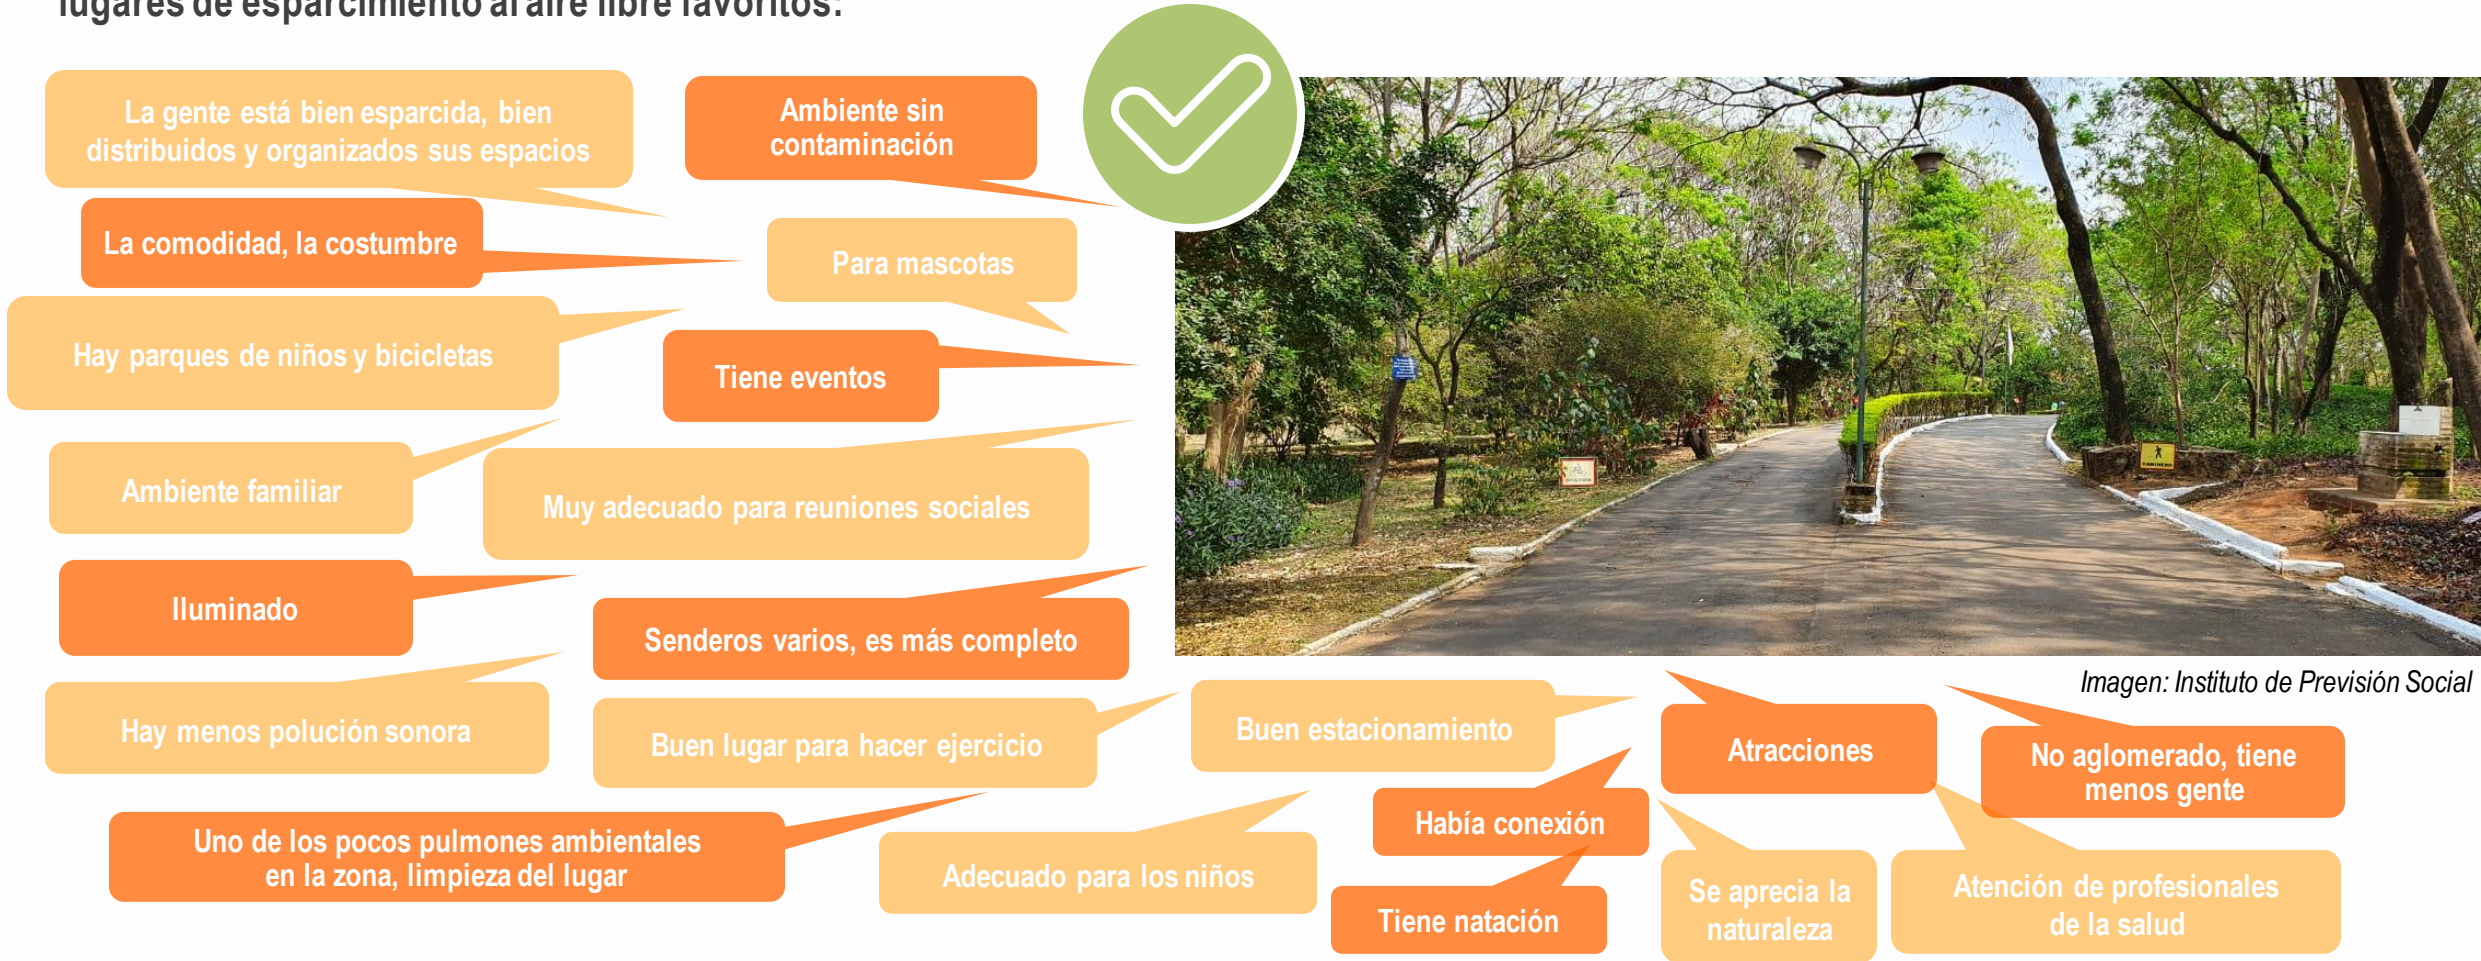 lugares de esparcimiento al aire libre favoritos:
La gente está bien esparcida, bien
distribuidos y organizados sus espacios
Ambiente sin
contaminación
La comodidad, la costumbre
Para mascotas
Hay parques de niños y bicicletas
Tiene eventos
Ambiente familiar
Muy adecuado para reuniones sociales
Iluminado
Senderos varios, es más completo
Imagen: Instituto de Previsión Social
Hay menos polución sonora
Buen lugar para hacer ejercicio
Buen estacionamiento
Atracciones
No aglomerado, tiene
menos gente
Uno de los pocos pulmones ambientales
en la zona, limpieza del lugar
Adecuado para los niños
Había conexión
Tiene natación
Se aprecia la
naturaleza
Atención de profesionales
de la salud